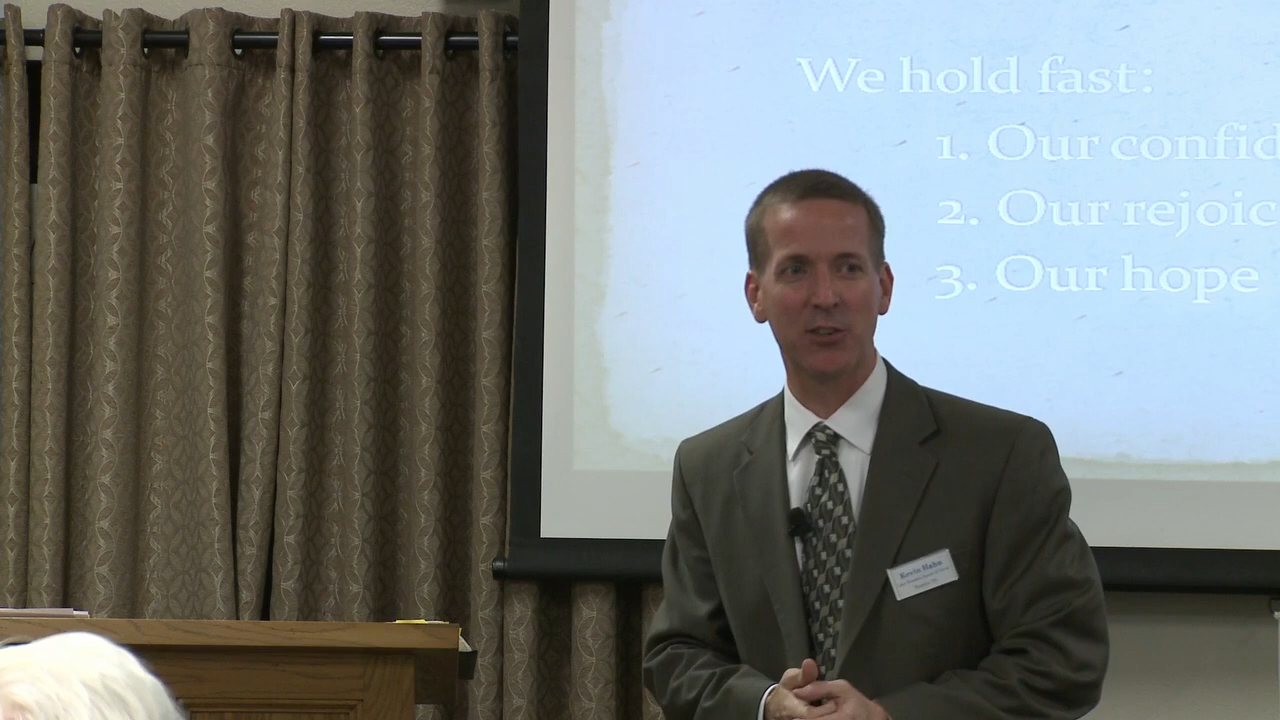 We hold fast:
1. Our confid
2. Our rejoic
3. Our hope
Kevin Hahn